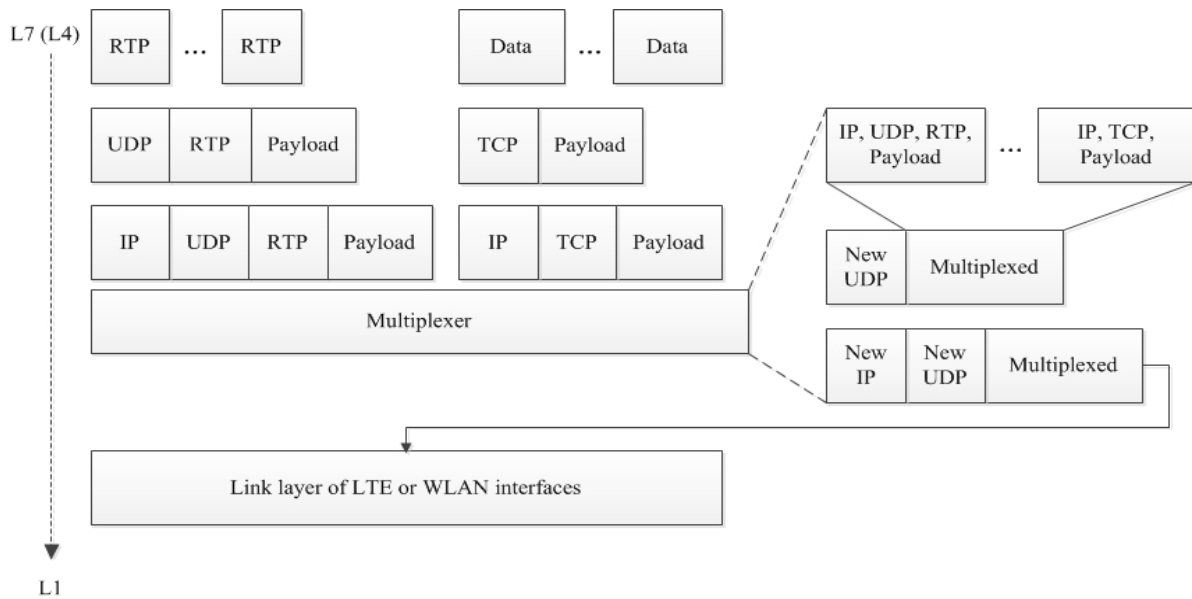 L7 (L4)
RTP ... RTP
Data ... Data
UDP RTP Payload
TCP Payload
IP, UDP, RTP,
Payload
...
IP, TCP,
Payload
IP UDP RTP Payload
IP TCP Payload
New
UDP
Multiplexed
Multiplexer
New
IP
New
UDP
Multiplexed
Link layer of LTE or WLAN interfaces
L1